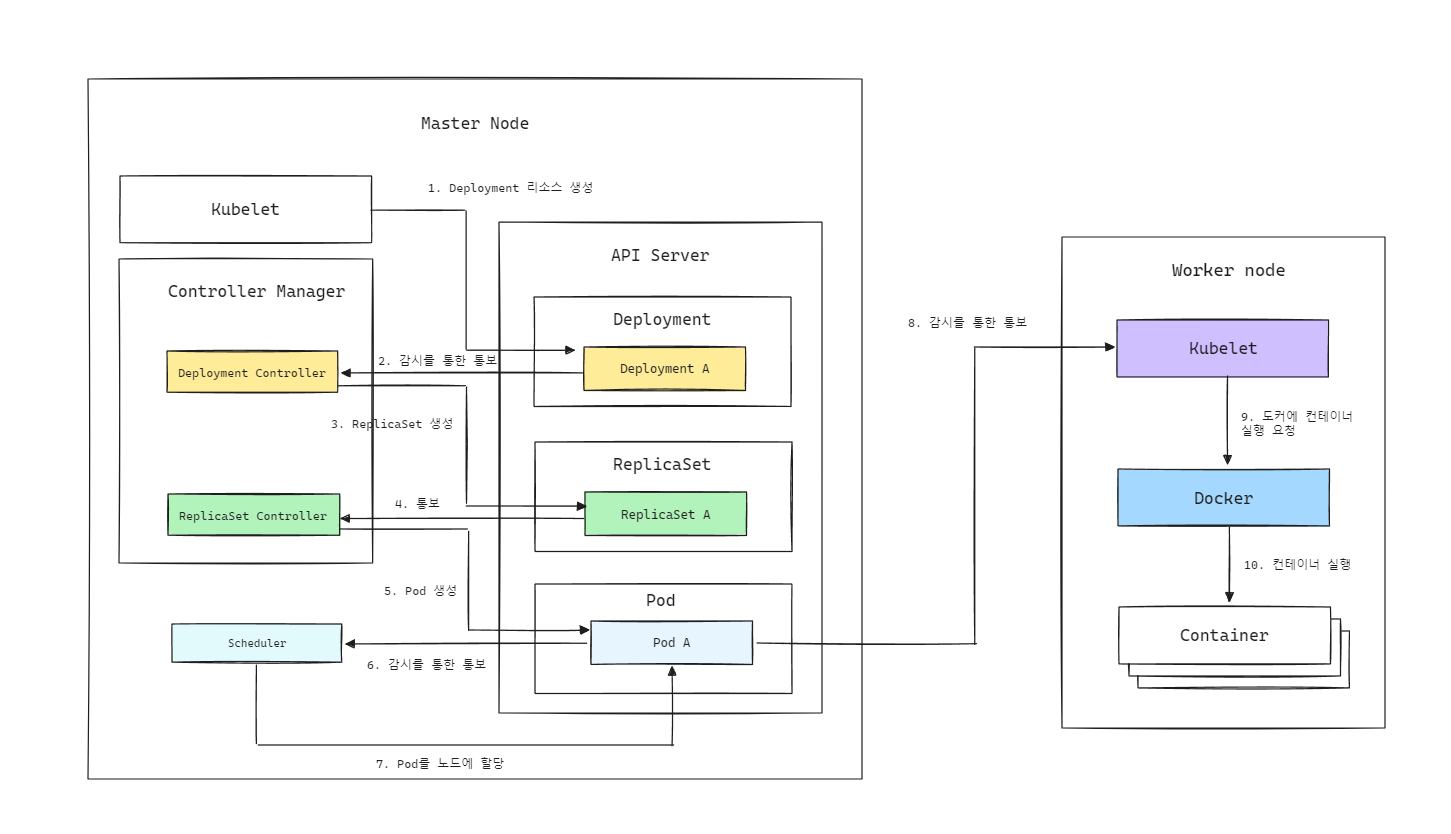 Master Node
Kubelet
1. Deployment 리소스 생성
API Server
Controller Manager
Deployment
Deployment Controller
2. 감시를 통한 통보
Deployment A
3. ReplicaSet 생성
ReplicaSet
ReplicaSet Controller
4. 통보
ReplicaSet A
5. Pod 생성
Pod
Scheduler
Pod A
6. 감시를 통한 통보
7. Pod를 노드에 할당
8. 감시를 통한 통보
Worker node
Kubelet
9. 도커에 컨테이너
실행 요청
Docker
10. 컨테이너 실행
Container